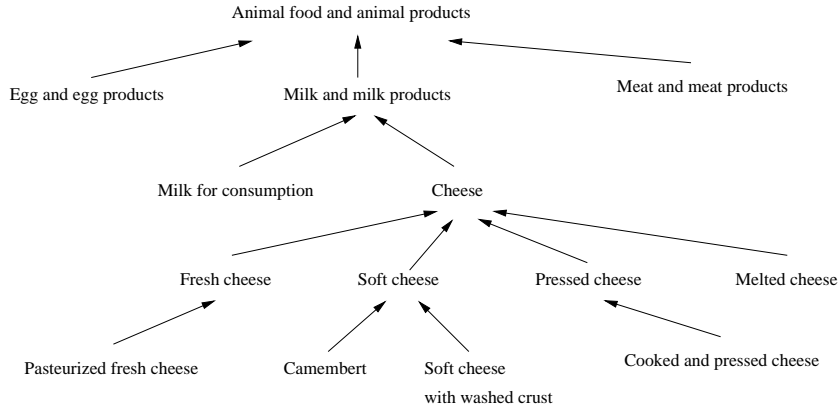 Animal food and animal products
Egg and egg products
Milk and milk products
Meat and meat products
Milk for consumption
Cheese
Fresh cheese
Soft cheese
Pressed cheese
Melted cheese
Pasteurized fresh cheese
Camembert
Soft cheese
with washed crust
Cooked and pressed cheese